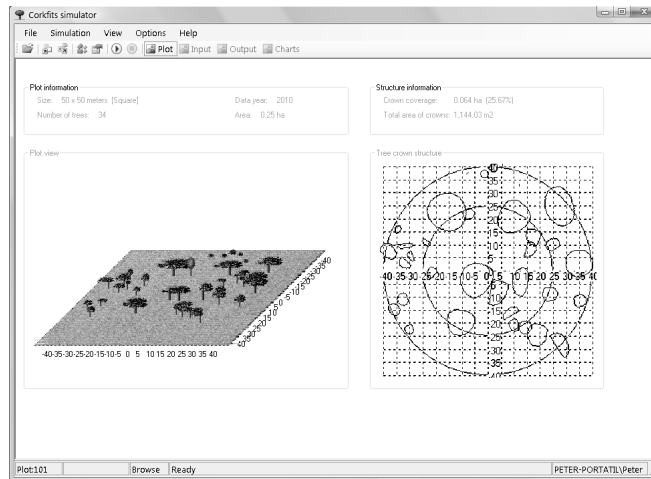 Corkfits simulator
File Simulation View Options Help
Plot Input Output Charts
Plot information
Size: 50 x 50 meters [Square] Data year: 2010
Number of trees: 34 Area: 0.25 ha
Structure information
Crown coverage: 0.064 ha (25.67%)
Total area of crowns: 1,144.03 m2
Plot view
-40-35-30-25-20-15-10-5 0 5 10 15 20 25 30 35 40
Tree crown structure
Plot:101 Browse Ready PETER-PORTATIL\Peter